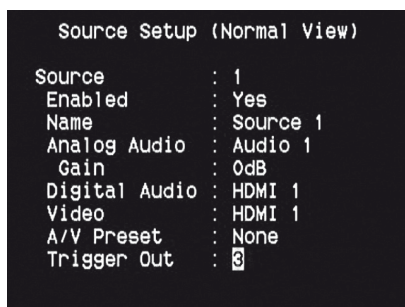 Source Setup (Normal View)
Source : 1
Enabled : Yes
Name : Source 1
Analog Audio : Audio 1
Gain : 0dB
Digital Audio : HDMI 1
Video : HDMI 1
A/V Preset : None
Trigger Out : 3